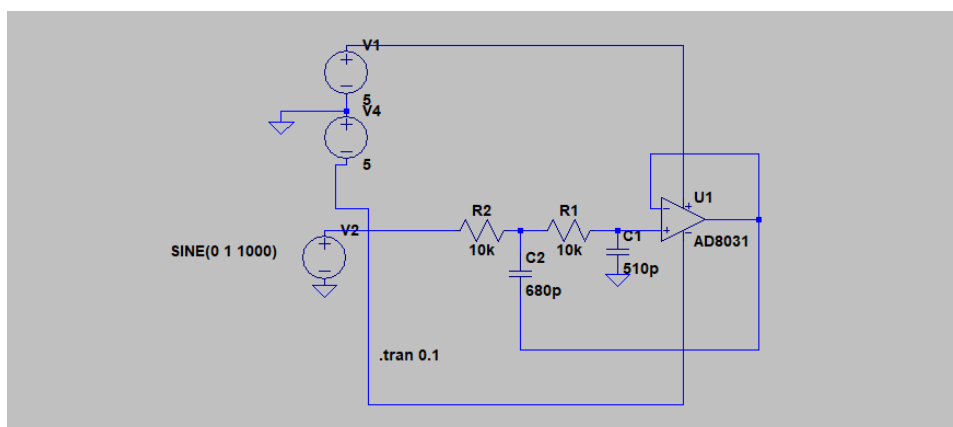 V1
5
V4
5
V2
SINE(0 1 1000)
R2
10k
R1
10k
C2
680p
C1
510p
U1
AD8031
.tran 0.1